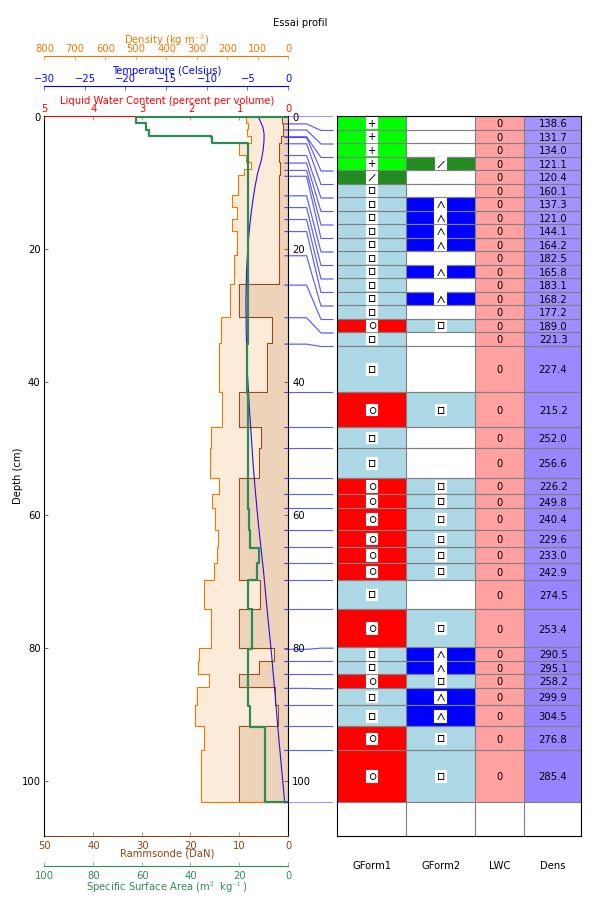 Essai profil
Density (kg m⁻³)
800 700 600 500 400 300 200 100 0
Temperature (Celsius)
−30 −25 −20 −15 −10 −5 0
Liquid Water Content (percent per volume)
5 4 3 2 1 0
0 0
20 20
40 40
60 60
80 80
100 100
Depth (cm)
50 40 30 20 10 0
Rammsonde (DaN)
100 80 60 40 20 0
Specific Surface Area (m² kg⁻¹)
+ 0 138.6
+ 0 131.7
+ 0 134.0
+ / 0 121.1
/ 0 120.4
□ 0 160.1
□ ∧ 0 137.3
□ ∧ 0 121.0
□ ∧ 0 144.1
□ ∧ 0 164.2
□ 0 182.5
□ ∧ 0 165.8
□ 0 183.1
□ ∧ 0 168.2
□ 0 177.2
○ □ 0 189.0
□ 0 221.3
□ 0 227.4
○ □ 0 215.2
□ 0 252.0
□ 0 256.6
○ □ 0 226.2
○ □ 0 249.8
○ □ 0 240.4
○ □ 0 229.6
○ □ 0 233.0
○ □ 0 242.9
□ 0 274.5
○ □ 0 253.4
□ ∧ 0 290.5
□ ∧ 0 295.1
○ □ 0 258.2
□ ∧ 0 299.9
□ ∧ 0 304.5
○ □ 0 276.8
○ □ 0 285.4
GForm1 GForm2 LWC Dens